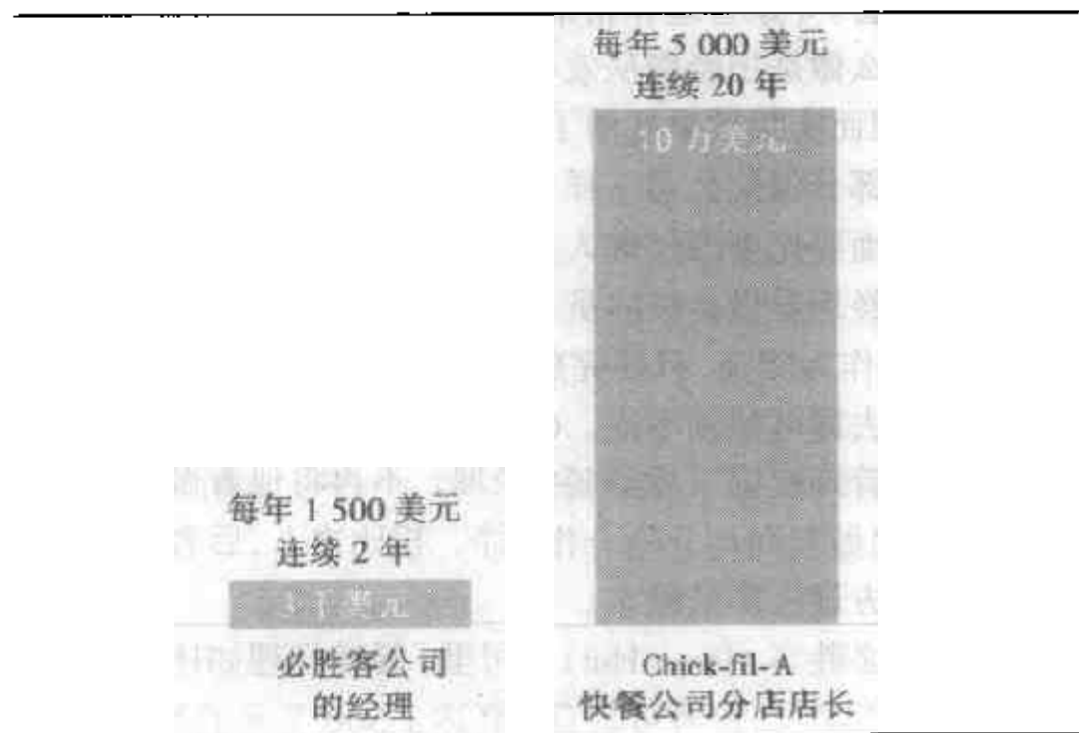 每年 5 000 美元
连续 20 年
10 万美元
每年 1 500 美元
连续 2 年
3 千美元
必胜客公司
的经理
Chick-fil-A
快餐公司分店店长